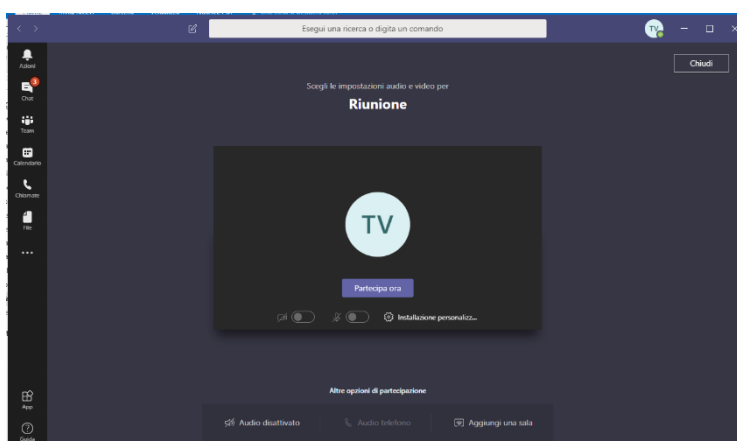 Esegui una ricerca o digita un comando
TV
Azioni
3
Chat
Team
Calendario
Chiamate
File
App
Guida
Chiudi
Scegli le impostazioni audio e video per
Riunione
TV
Partecipa ora
Installazione personalizz...
Altre opzioni di partecipazione
Audio disattivato
Audio telefono
Aggiungi una sala